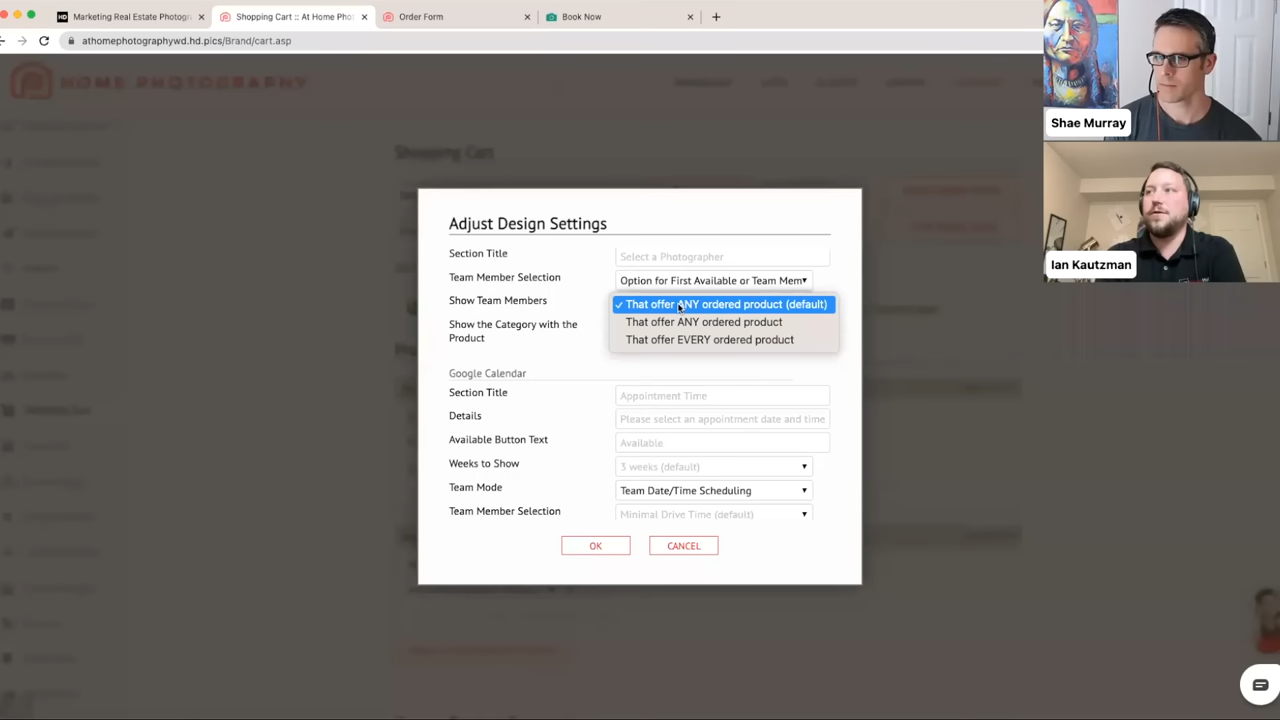 Marketing Real Estate Photogr
Shopping Cart :: At Home Pho
Order Form
Book Now
athomephotographywd.hd.pics/Brand/cart.asp
HOME PHOTOGRAPHY
Shopping Cart
Shae Murray
Ian Kautzman
Adjust Design Settings
Section Title
Select a Photographer
Team Member Selection
Option for First Available or Team Mem
Show Team Members
That offer ANY ordered product (default)
That offer ANY ordered product
That offer EVERY ordered product
Show the Category with the
Product
Google Calendar
Section Title
Appointment Time
Details
Please select an appointment date and time
Available Button Text
Available
Weeks to Show
3 weeks (default)
Team Mode
Team Date/Time Scheduling
Team Member Selection
Minimal Drive Time (default)
OK
CANCEL